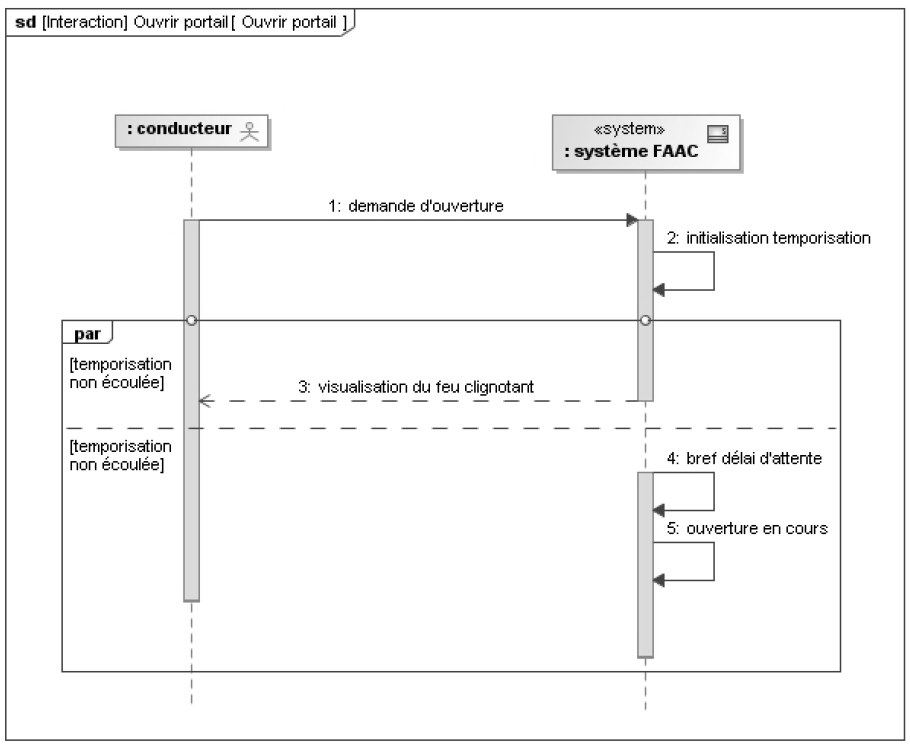 sd [Interaction] Ouvrir portail [ Ouvrir portail ]
: conducteur
«system»
: système FAAC
1: demande d'ouverture
2: initialisation temporisation
par
[temporisation
non écoulée]
3: visualisation du feu clignotant
[temporisation
non écoulée]
4: bref délai d'attente
5: ouverture en cours